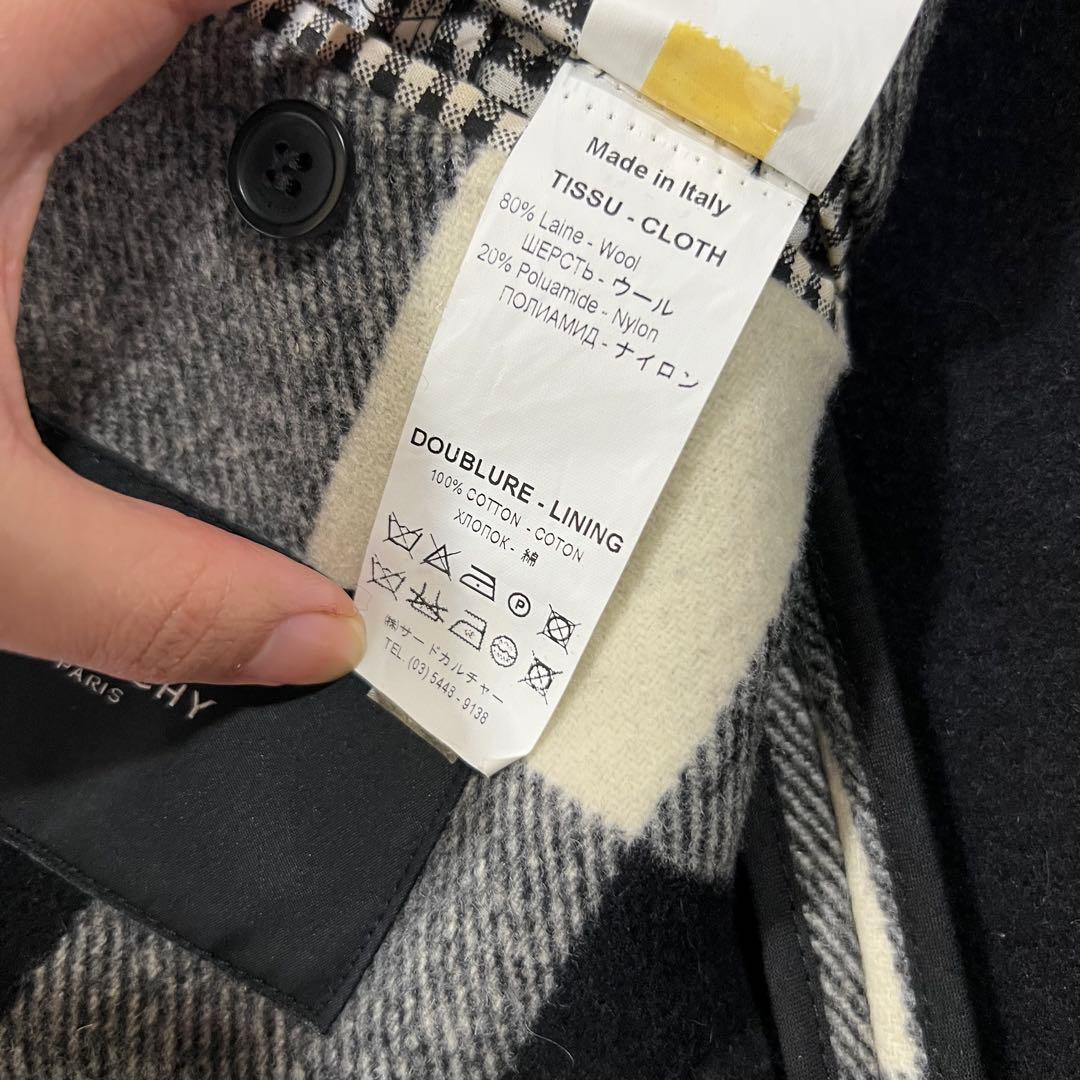 Made in Italy
TISSU - CLOTH
80% Laine - Wool
ШЕРСТЬ - ウール
20% Poluamide - Nylon
ПОЛИАМИД - ナイロン
DOUBLURE - LINING
100% COTTON - COTON
ХЛОПОК - 綿
P
㈱サードカルチャー
TEL. (03) 5448 - 9138
CHY
PARIS